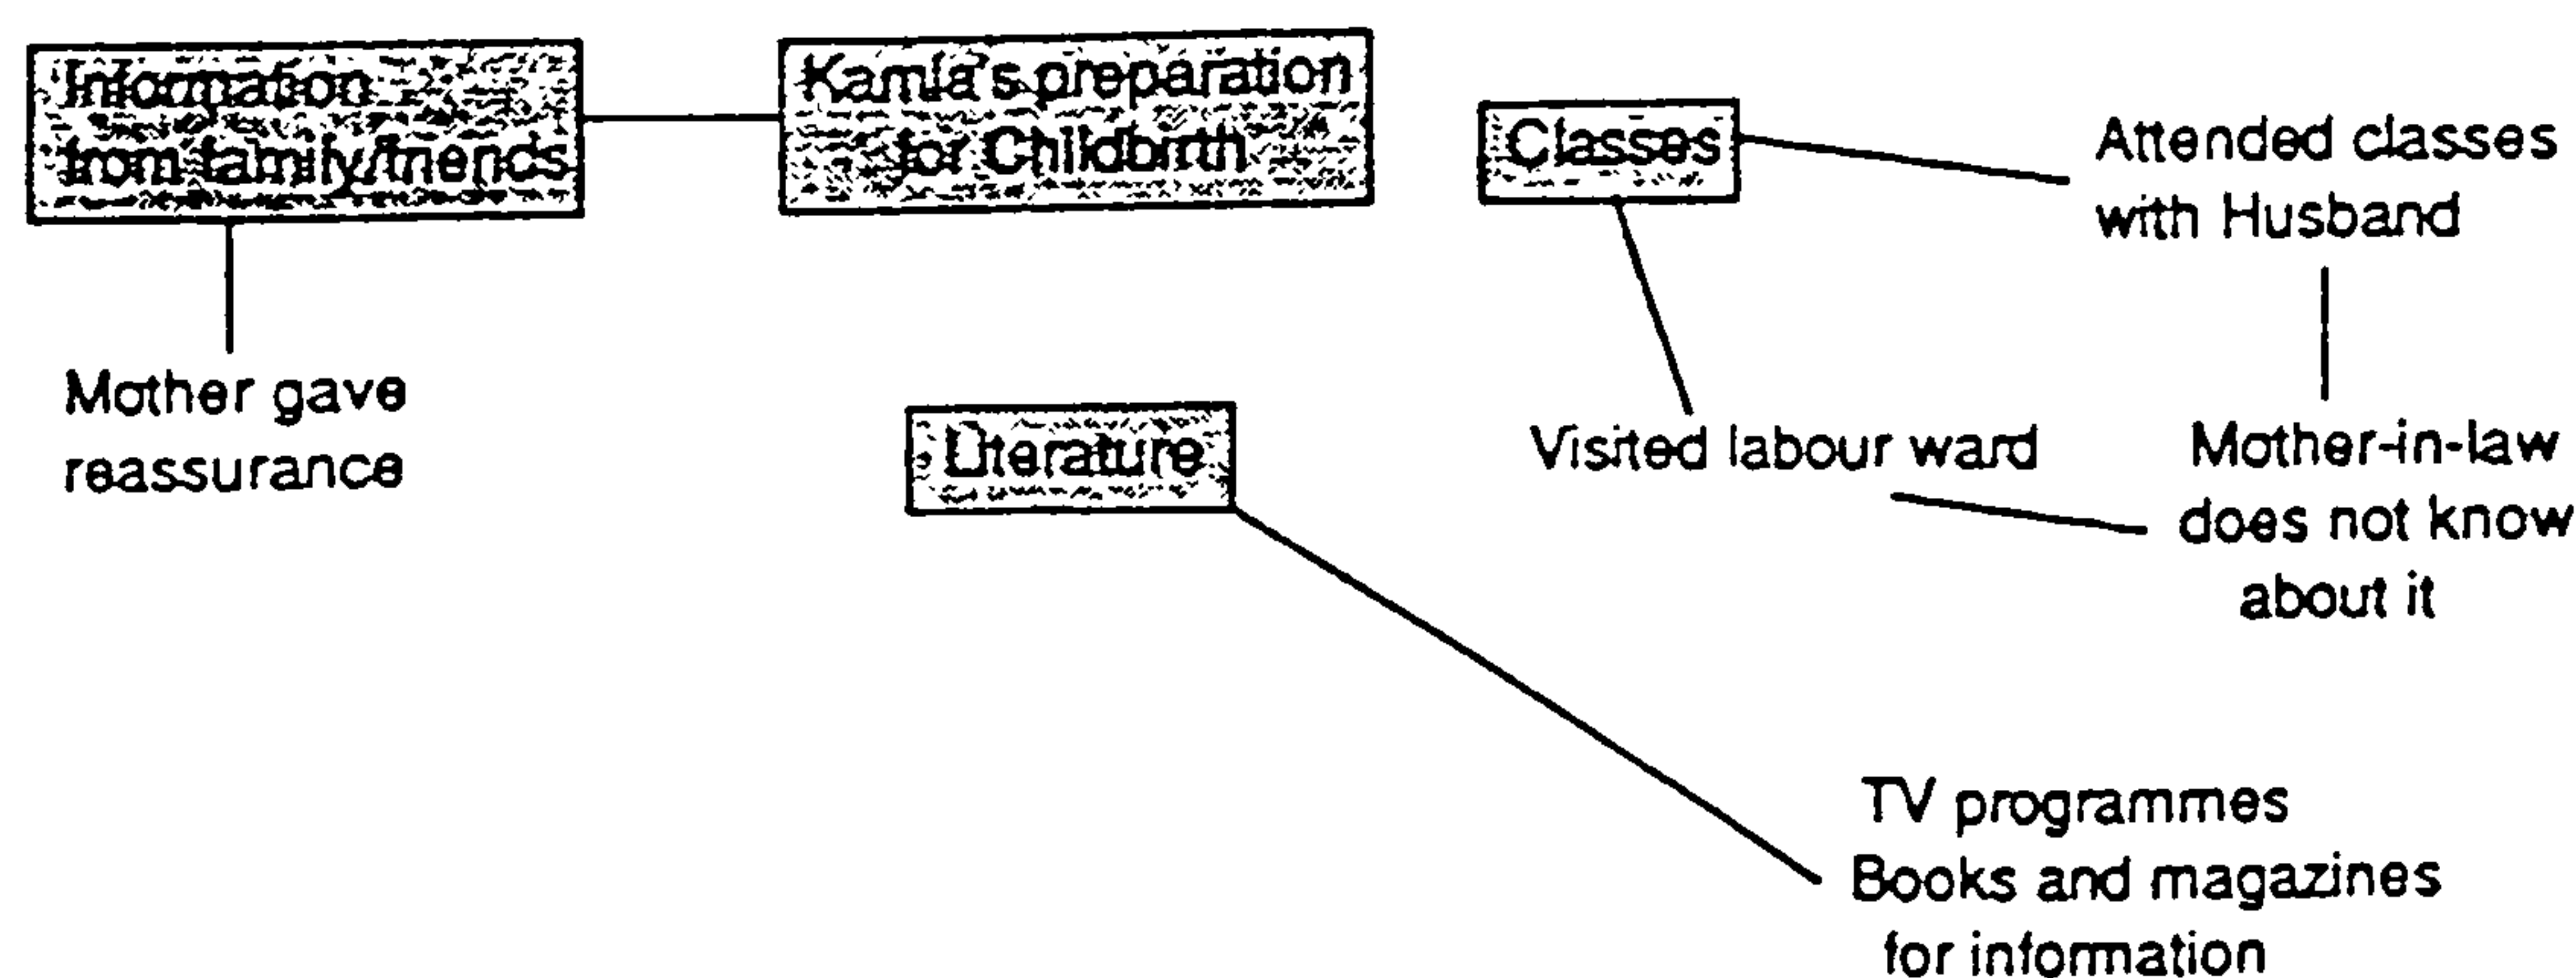 Information
from family/friends
Kamla's preparation
for Childbirth
Classes
Attended classes
with Husband
Mother gave
reassurance
Literature
Visited labour ward
Mother-in-law
does not know
about it
TV programmes
Books and magazines
for information